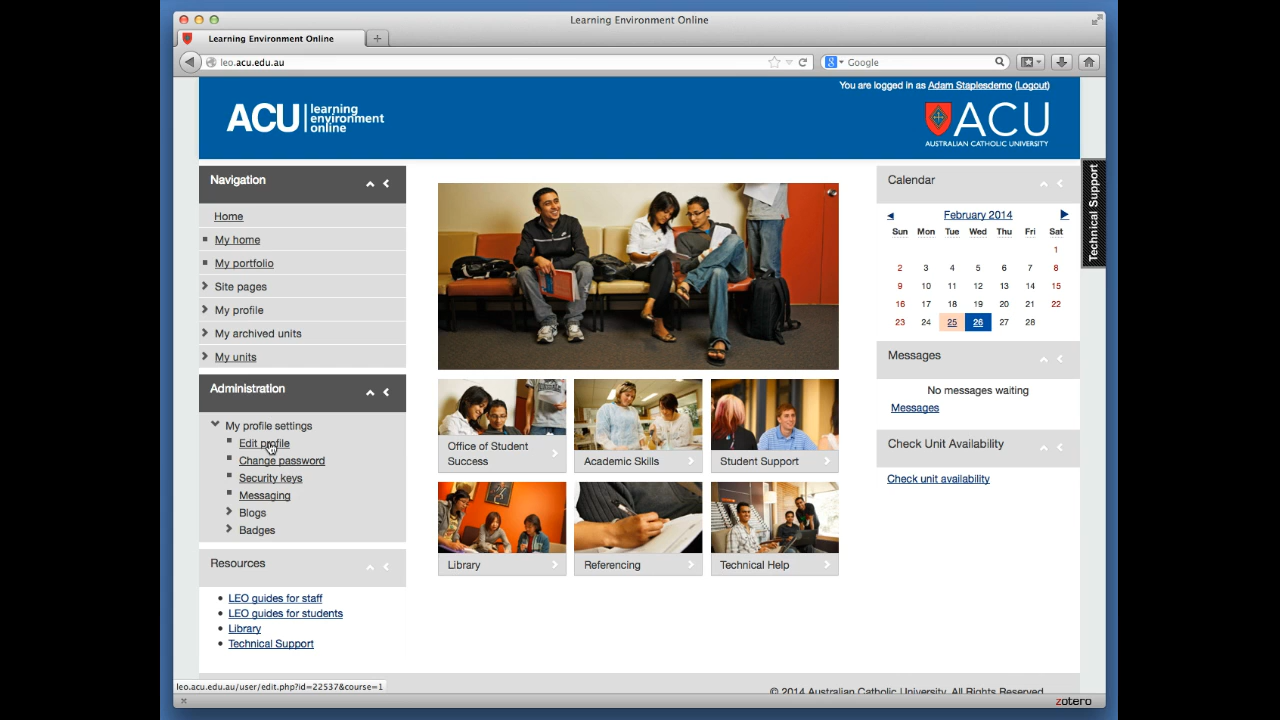 Learning Environment Online
Learning Environment Online
leo.acu.edu.au
Google
You are logged in as Adam Staplesdemo (Logout)
ACU learning
environment
online
ACU
AUSTRALIAN CATHOLIC UNIVERSITY
Technical Support
Navigation
Home
My home
My portfolio
Site pages
My profile
My archived units
My units
Administration
My profile settings
Edit profile
Change password
Security keys
Messaging
Blogs
Badges
Resources
LEO guides for staff
LEO guides for students
Library
Technical Support
Office of Student
Success
Academic Skills
Student Support
Library
Referencing
Technical Help
Calendar
February 2014
Sun Mon Tue Wed Thu Fri Sat
1
2 3 4 5 6 7 8
9 10 11 12 13 14 15
16 17 18 19 20 21 22
23 24 25 26 27 28
Messages
No messages waiting
Messages
Check Unit Availability
Check unit availability
leo.acu.edu.au/user/edit.php?id=22537&course=1
© 2014 Australian Catholic University. All Rights Reserved
zotero